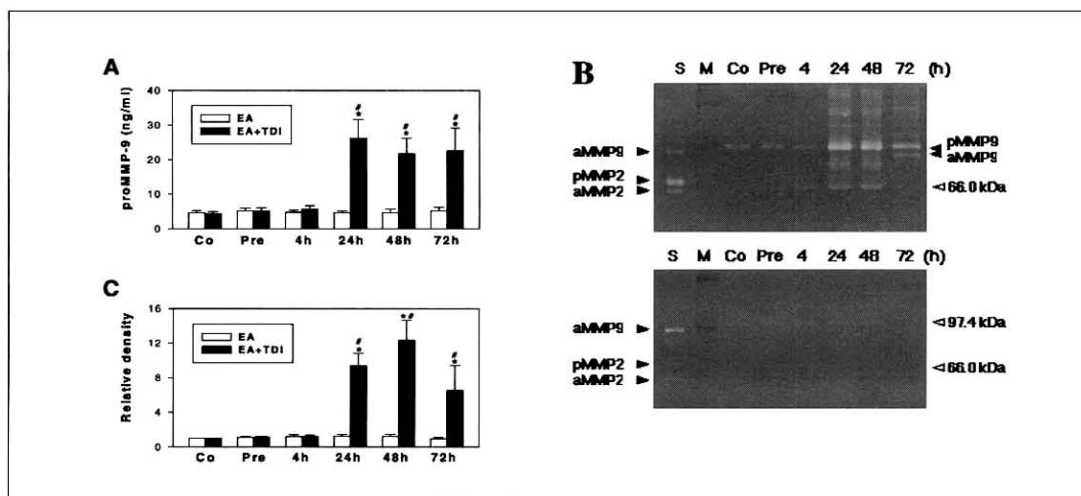 A
proMMP-9 (ng/ml)
40
30
20
10
0
EA
EA+TDI
#
*
#
*
#
*
Co Pre 4h 24h 48h 72h
C
Relative density
16
12
8
4
0
EA
EA+TDI
#
*
*#
#
*
Co Pre 4h 24h 48h 72h
B
S M Co Pre 4 24 48 72 (h)
aMMP9
pMMP2
aMMP2
pMMP9
aMMP9
66.0 kDa
S M Co Pre 4 24 48 72 (h)
aMMP9
pMMP2
aMMP2
97.4 kDa
66.0 kDa